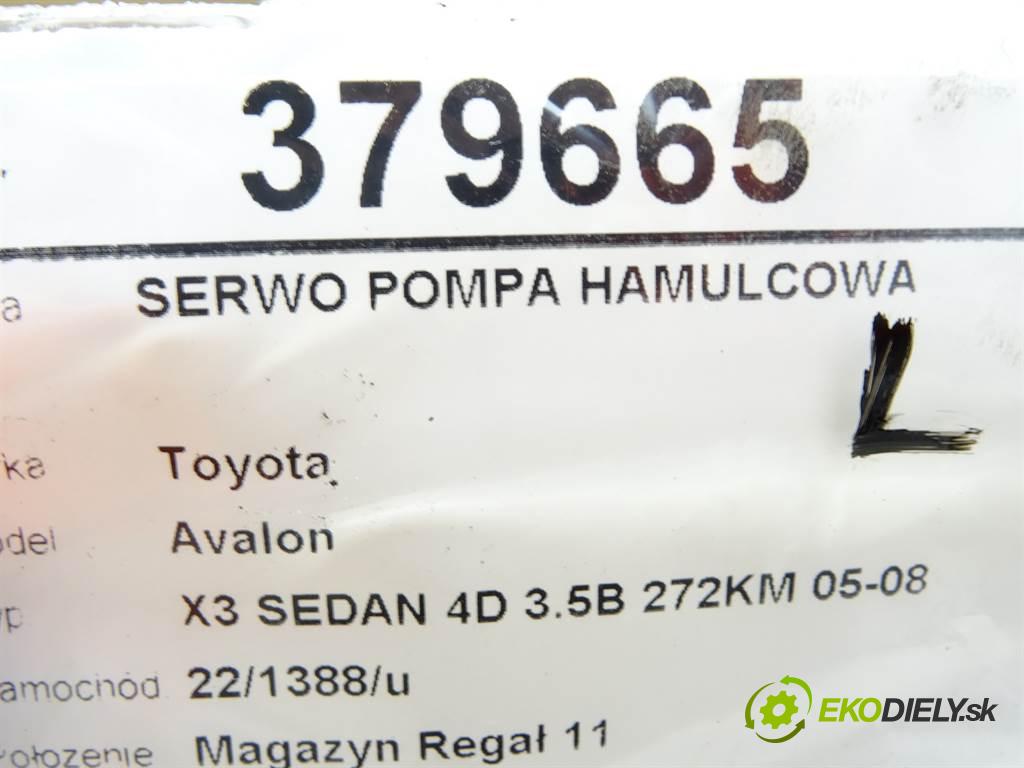 379665
SERWO POMPA HAMULCOWA
L
Toyota
Avalon
X3 SEDAN 4D 3.5B 272KM 05-08
22/1388/u
Magazyn Regał 11
EKODIELY.sk